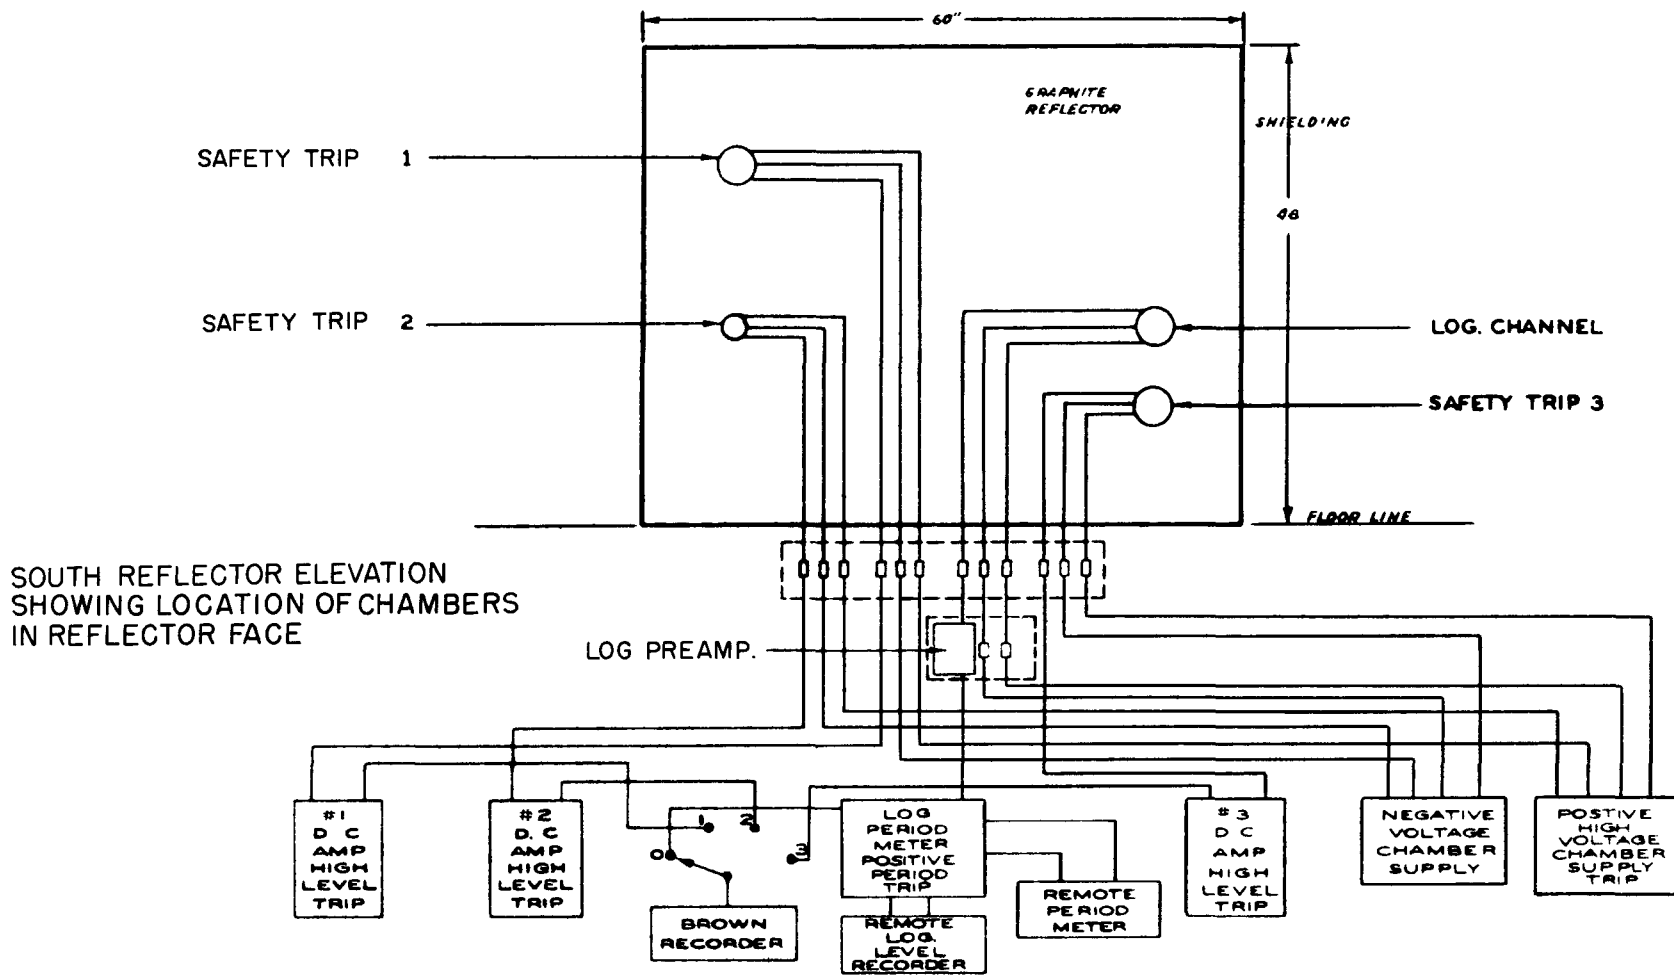 60"
GRAPHITE
REFLECTOR
SHIELDING
SAFETY TRIP 1
48
SAFETY TRIP 2
LOG. CHANNEL
SAFETY TRIP 3
FLOOR LINE
SOUTH REFLECTOR ELEVATION
SHOWING LOCATION OF CHAMBERS
IN REFLECTOR FACE
LOG PREAMP.
#1
D C
AMP
HIGH
LEVEL
TRIP
#2
D. C
AMP
HIGH
LEVEL
TRIP
1
2
0
3
BROWN
RECORDER
LOG
PERIOD
METER
POSITIVE
PERIOD
TRIP
REMOTE
LOG.
LEVEL
RECORDER
REMOTE
PERIOD
METER
#3
D C
AMP
HIGH
LEVEL
TRIP
NEGATIVE
VOLTAGE
CHAMBER
SUPPLY
POSTIVE
HIGH
VOLTAGE
CHAMBER
SUPPLY
TRIP